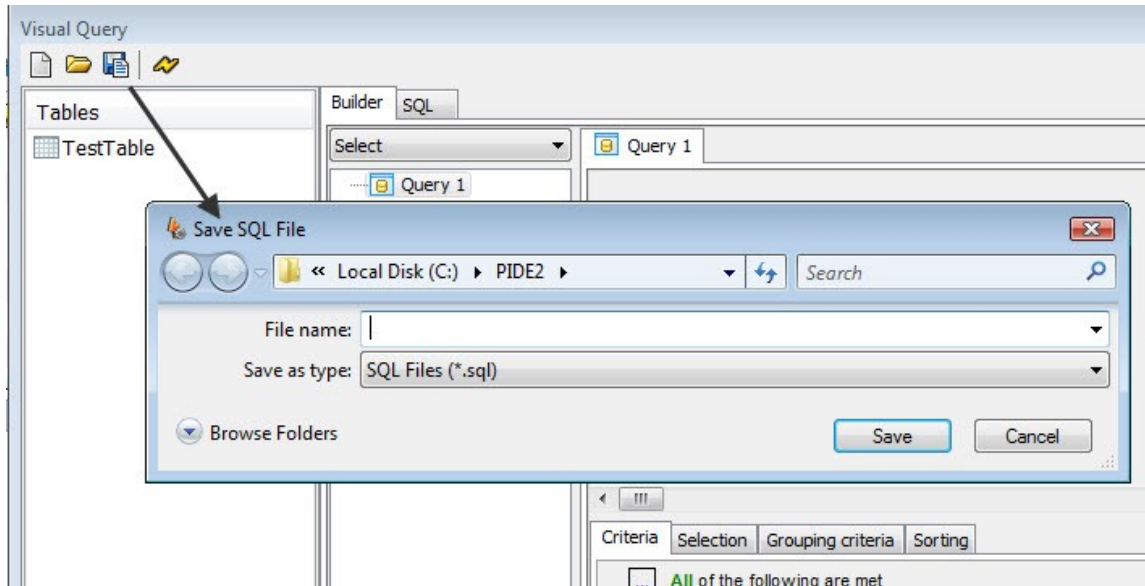 Visual Query
Tables
TestTable
Builder
SQL
Select
Query 1
Query 1
Save SQL File
« Local Disk (C:) ▸ PIDE2 ▸
Search
File name:
Save as type: SQL Files (*.sql)
Browse Folders
Save
Cancel
Criteria
Selection
Grouping criteria
Sorting
... All of the following are met